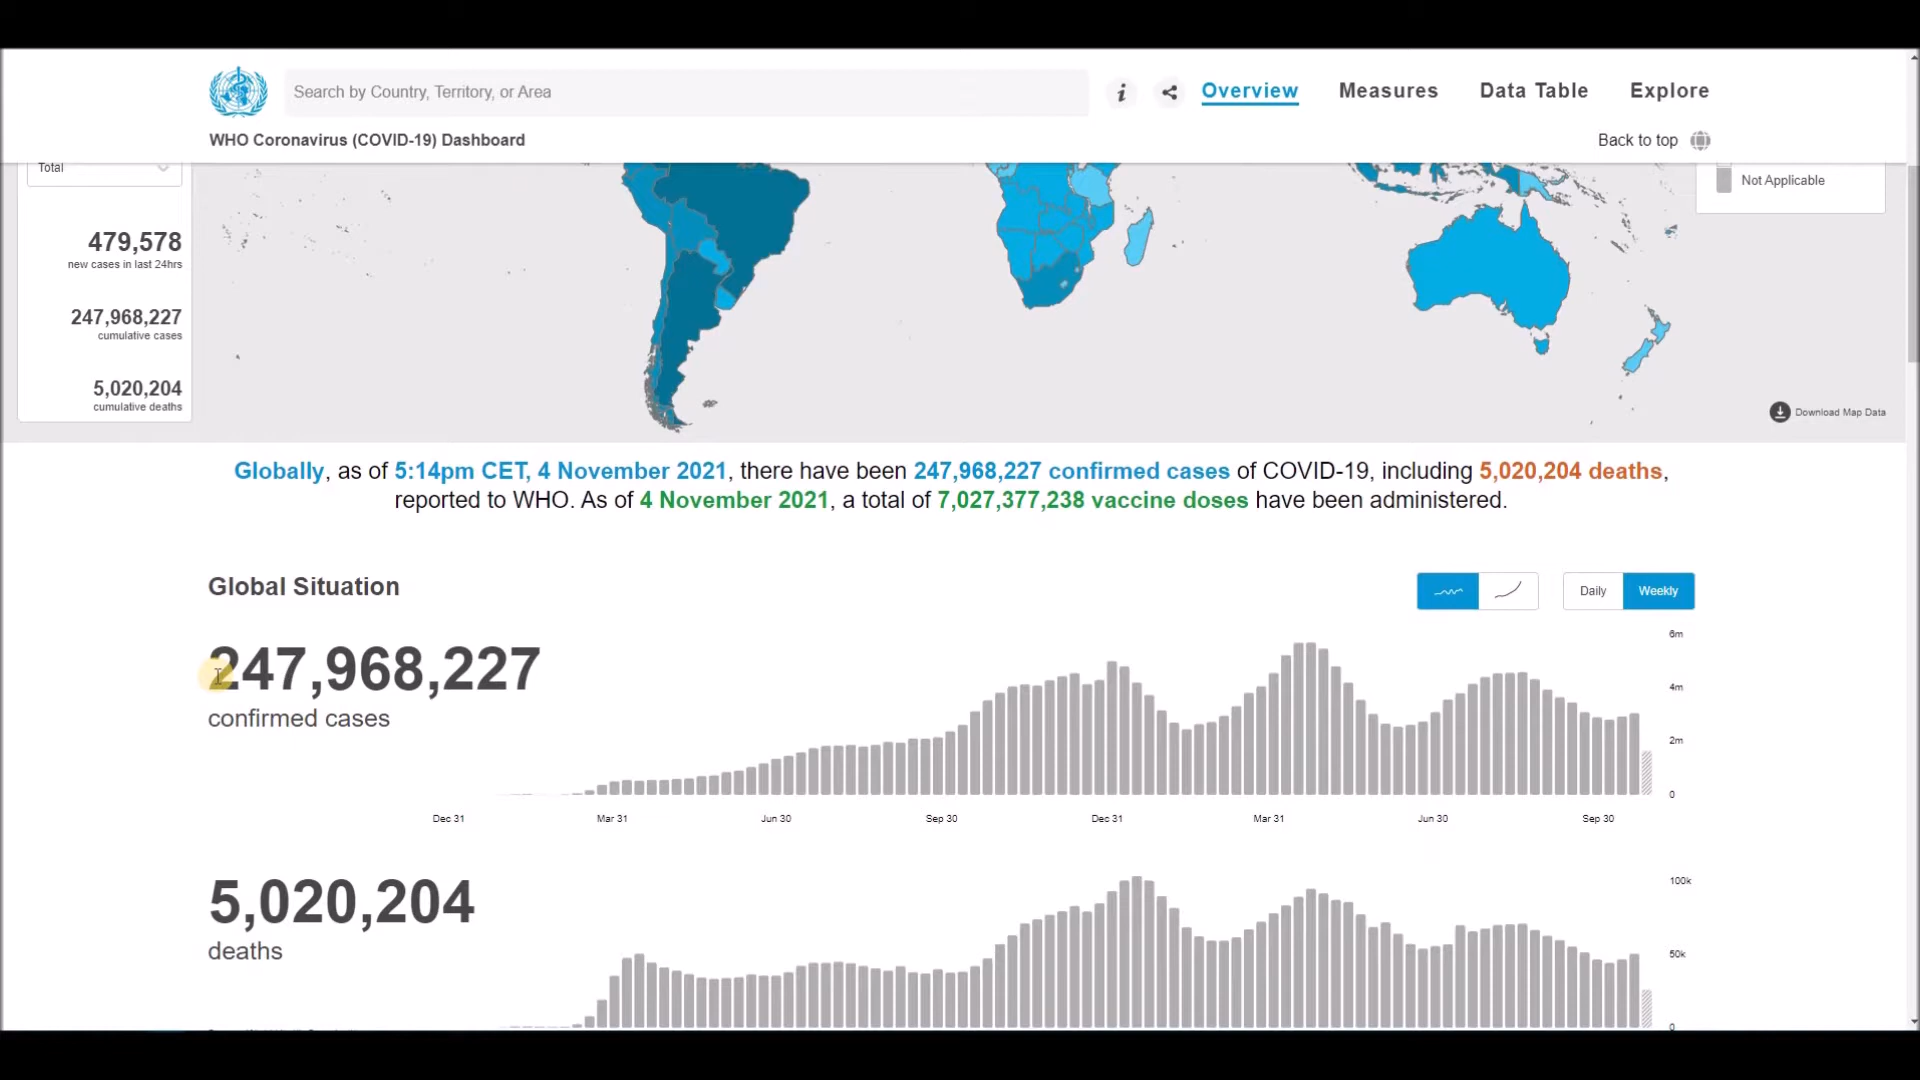 Search by Country, Territory, or Area
Overview
Measures
Data Table
Explore
WHO Coronavirus (COVID-19) Dashboard
Back to top
Total
Not Applicable
479,578
new cases in last 24hrs
247,968,227
cumulative cases
5,020,204
cumulative deaths
Download Map Data
Globally, as of 5:14pm CET, 4 November 2021, there have been 247,968,227 confirmed cases of COVID-19, including 5,020,204 deaths,
reported to WHO. As of 4 November 2021, a total of 7,027,377,238 vaccine doses have been administered.
Global Situation
Daily
Weekly
247,968,227
confirmed cases
6m
4m
2m
0
Dec 31
Mar 31
Jun 30
Sep 30
Dec 31
Mar 31
Jun 30
Sep 30
5,020,204
deaths
100k
50k
0